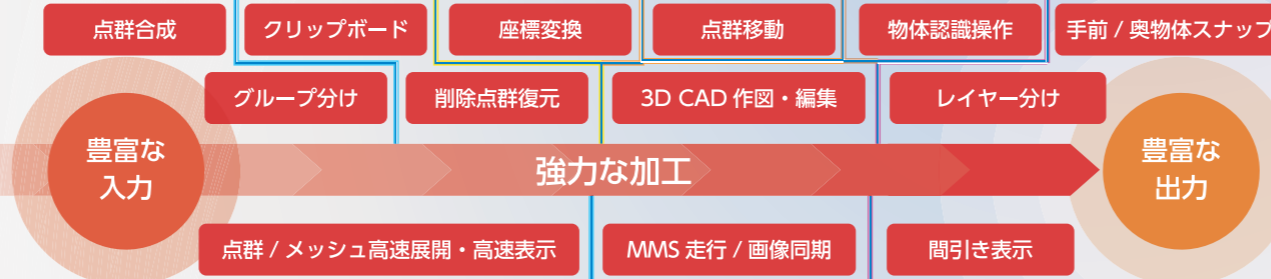 点群合成
クリップボード
座標変換
点群移動
物体認識操作
手前 / 奥物体スナップ
グループ分け
削除点群復元
3D CAD 作図・編集
レイヤー分け
豊富な
入力
強力な加工
豊富な
出力
点群 / メッシュ高速展開・高速表示
MMS 走行 / 画像同期
間引き表示